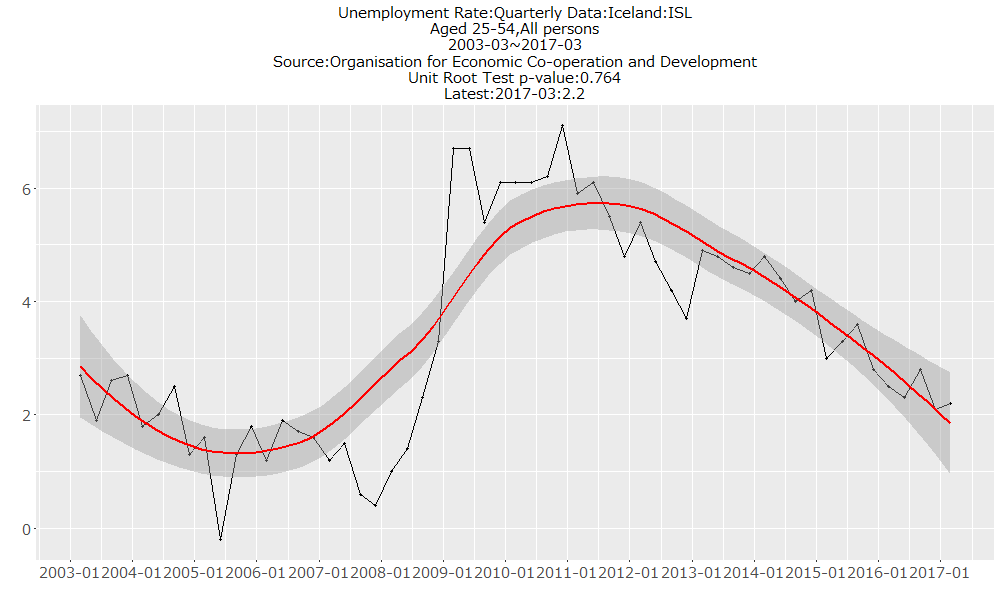 Unemployment Rate:Quarterly Data:Iceland:ISL
Aged 25-54,All persons
2003-03~2017-03
Source:Organisation for Economic Co-operation and Development
Unit Root Test p-value:0.764
Latest:2017-03:2.2
6
4
2
0
2003-01 2004-01 2005-01 2006-01 2007-01 2008-01 2009-01 2010-01 2011-01 2012-01 2013-01 2014-01 2015-01 2016-01 2017-01